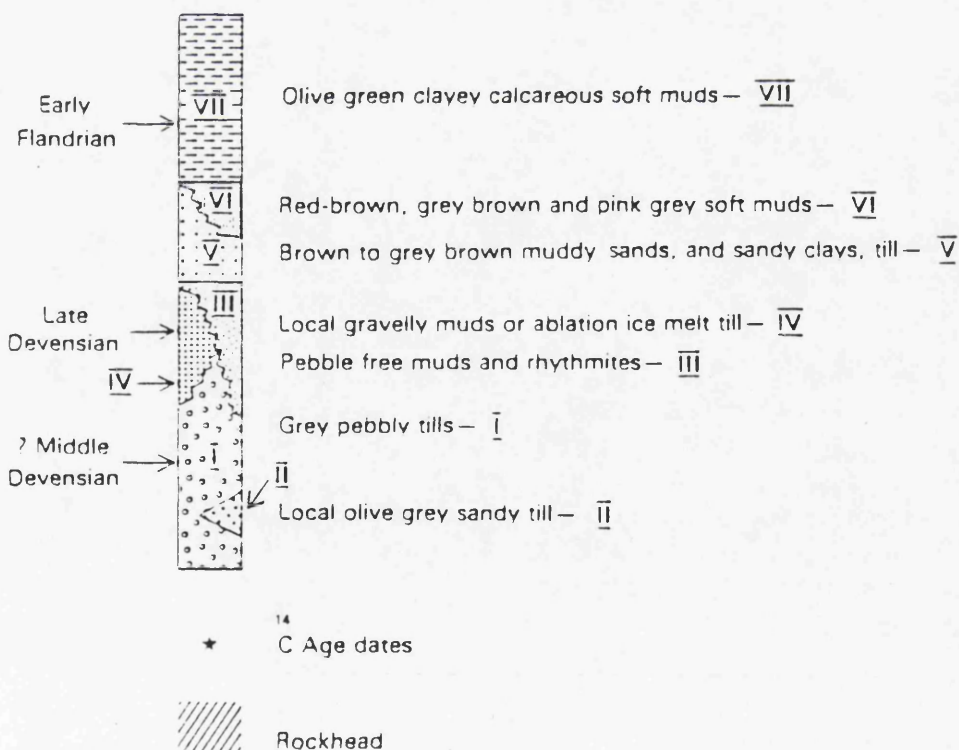 Early
Flandrian
VII
Olive green clayey calcareous soft muds — VII
VI
Red-brown, grey brown and pink grey soft muds — VI
V
Brown to grey brown muddy sands, and sandy clays, till — V
III
Late
Devensian
Local gravelly muds or ablation ice melt till — IV
IV
Pebble free muds and rhythmites — III
Grey pebbly tills — I
? Middle
Devensian
I
II
Local olive grey sandy till — II
★ 14C Age dates
Rockhead